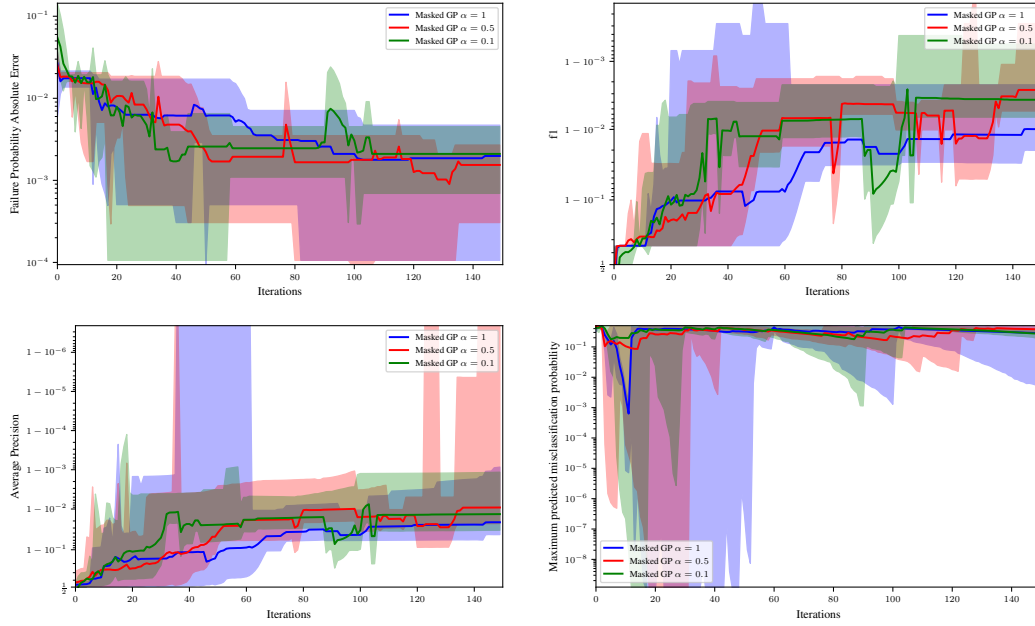 Failure Probability Absolute Error
10⁻¹
10⁻²
10⁻³
10⁻⁴
0 20 40 60 80 100 120 140
Iterations
Masked GP α = 1
Masked GP α = 0.5
Masked GP α = 0.1
f1
1 − 10⁻³
1 − 10⁻²
1 − 10⁻¹
1/2
0 20 40 60 80 100 120 140
Iterations
Masked GP α = 1
Masked GP α = 0.5
Masked GP α = 0.1
Average Precision
1 − 10⁻⁶
1 − 10⁻⁵
1 − 10⁻⁴
1 − 10⁻³
1 − 10⁻²
1 − 10⁻¹
1/2
0 20 40 60 80 100 120 140
Iterations
Masked GP α = 1
Masked GP α = 0.5
Masked GP α = 0.1
Maximum predicted misclassification probability
10⁻¹
10⁻²
10⁻³
10⁻⁴
10⁻⁵
10⁻⁶
10⁻⁷
10⁻⁸
0 20 40 60 80 100 120 140
Iterations
Masked GP α = 1
Masked GP α = 0.5
Masked GP α = 0.1